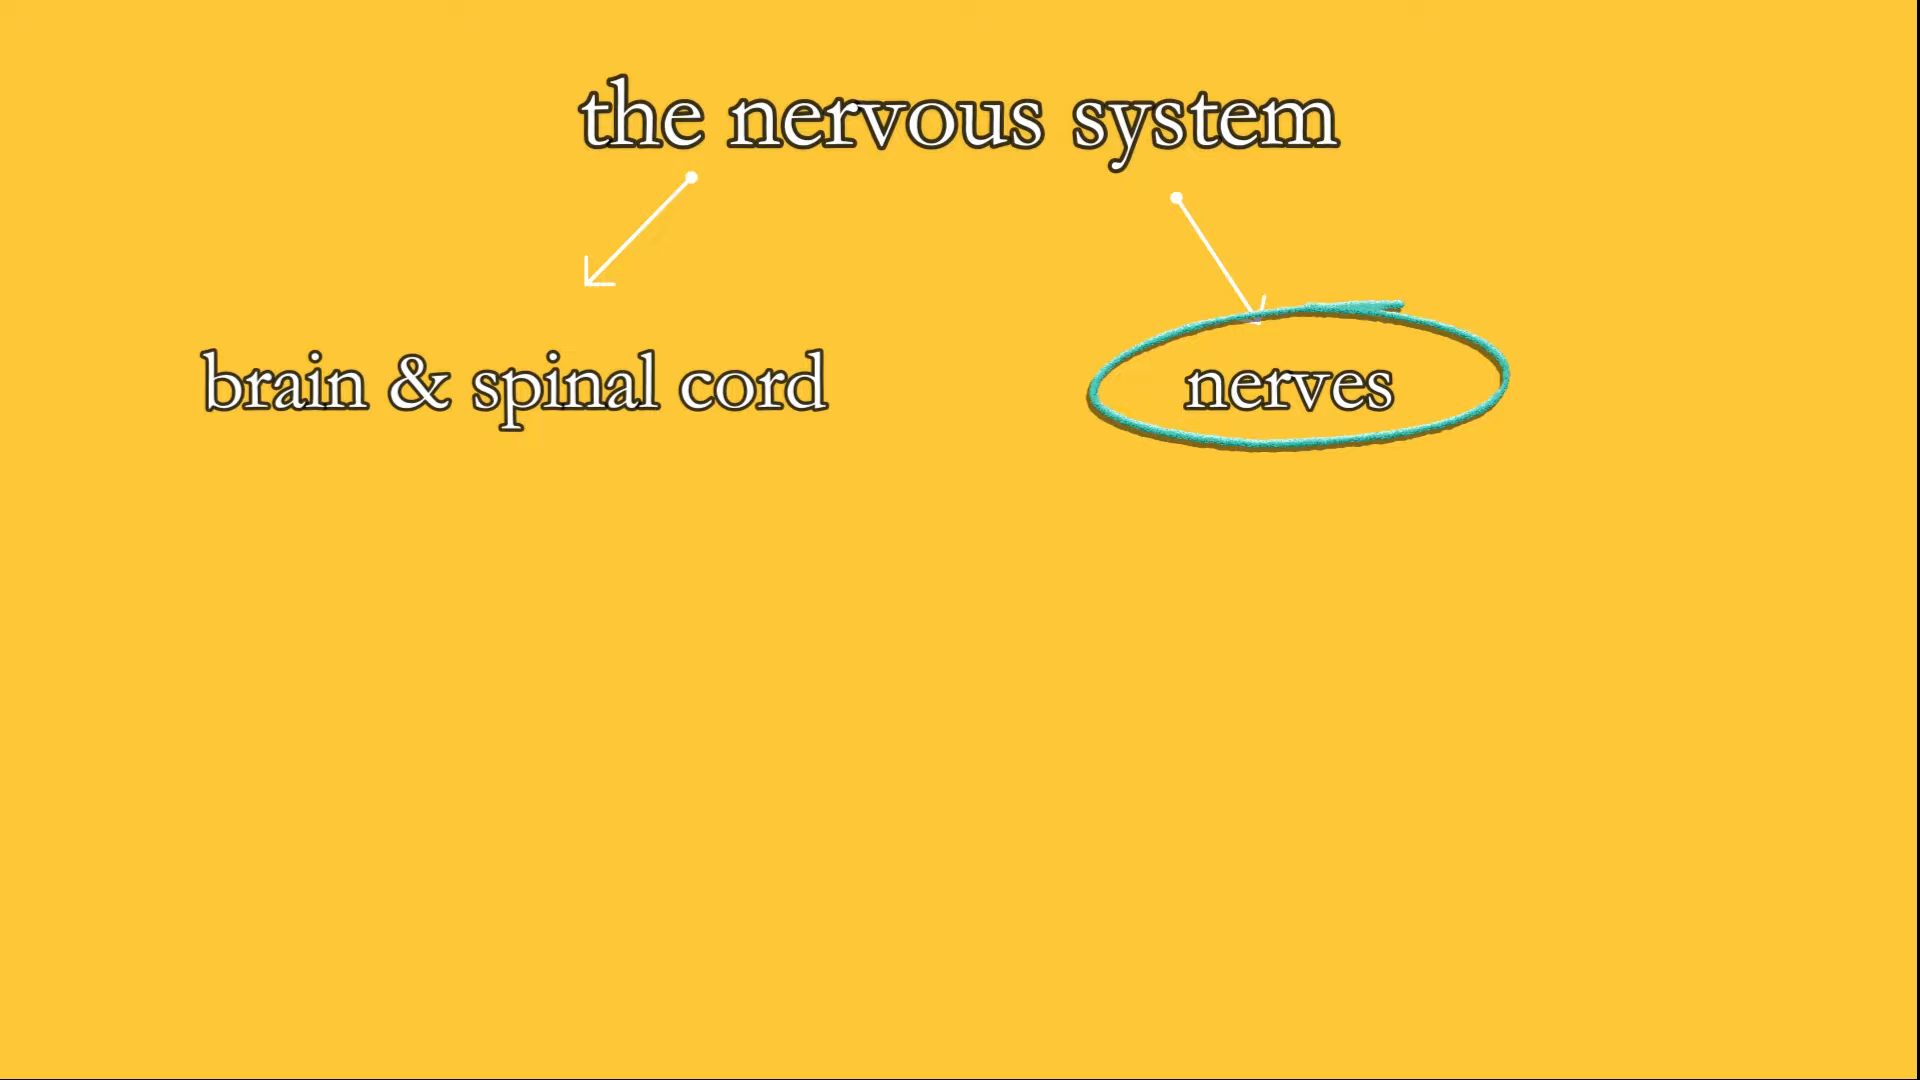 the nervous system
brain & spinal cord
nerves